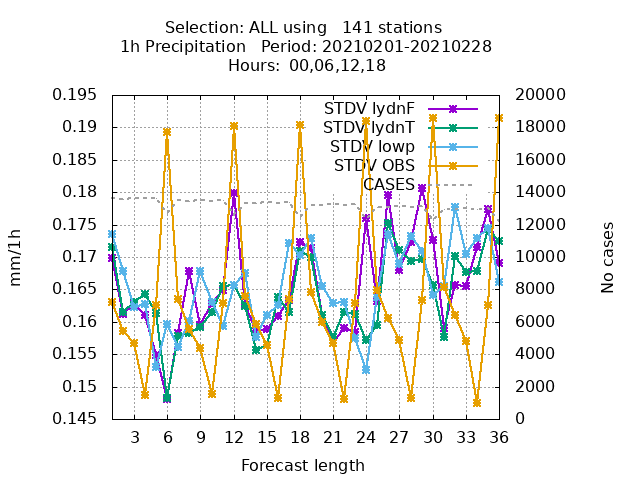 Selection: ALL using   141 stations
1h Precipitation   Period: 20210201-20210228
Hours:  00,06,12,18
0.195
0.19
0.185
0.18
0.175
0.17
0.165
0.16
0.155
0.15
0.145
20000
18000
16000
14000
12000
10000
8000
6000
4000
2000
0
mm/1h
No cases
STDV lydnF
STDV lydnT
STDV lowp
STDV OBS
CASES
3 6 9 12 15 18 21 24 27 30 33 36
Forecast length